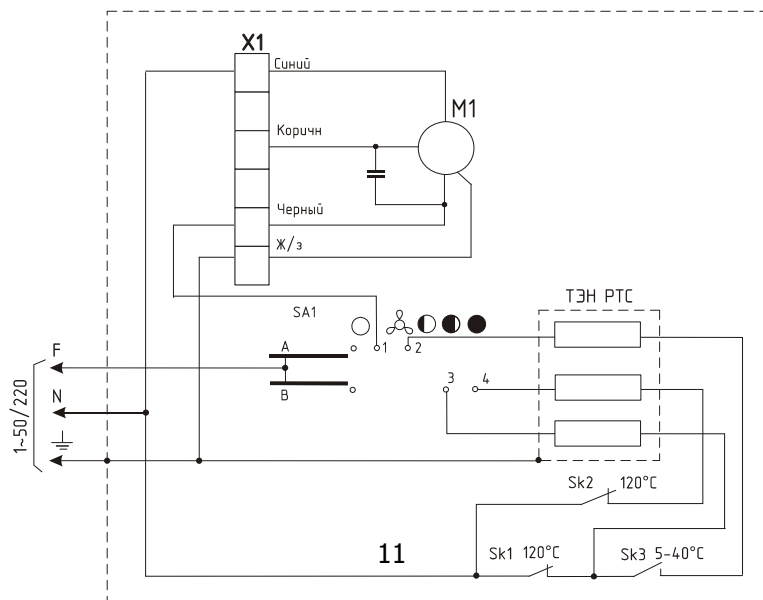 X1
Синий
М1
Коричн
Черный
Ж/з
SA1
ТЭН РТС
F
A
1
2
N
B
3
4
1~50/220
Sk2 120°C
11
Sk1 120°C
Sk3 5-40°C